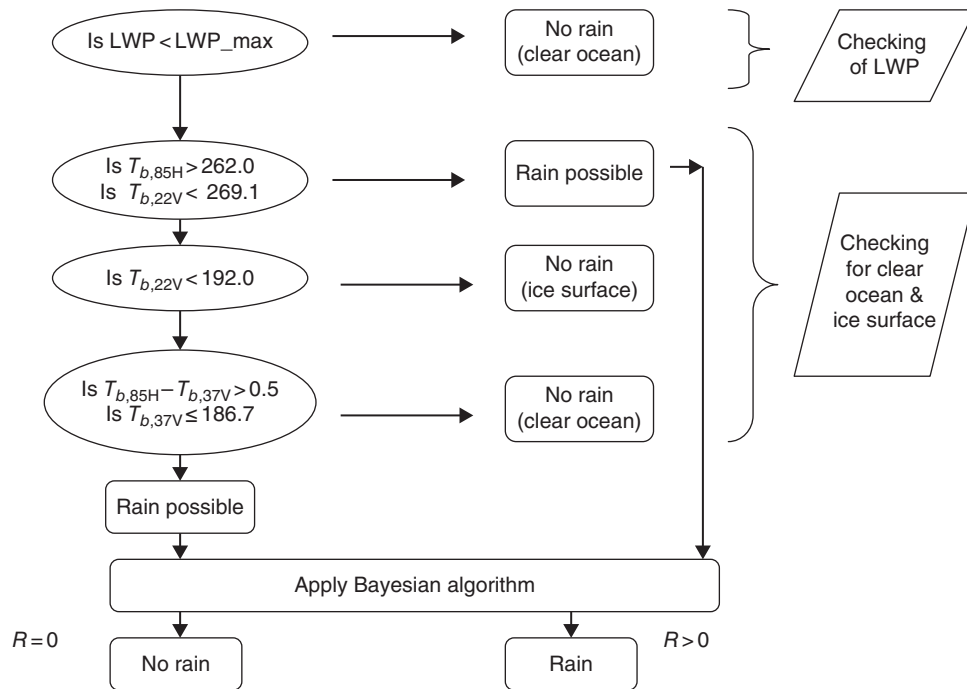 Is LWP < LWP_max
No rain
(clear ocean)
Checking
of LWP
Is T_b,85H > 262.0
Is T_b,22V < 269.1
Rain possible
Is T_b,22V < 192.0
No rain
(ice surface)
Checking
for clear
ocean &
ice surface
Is T_b,85H − T_b,37V > 0.5
Is T_b,37V ≤ 186.7
No rain
(clear ocean)
Rain possible
Apply Bayesian algorithm
R = 0
No rain
Rain
R > 0